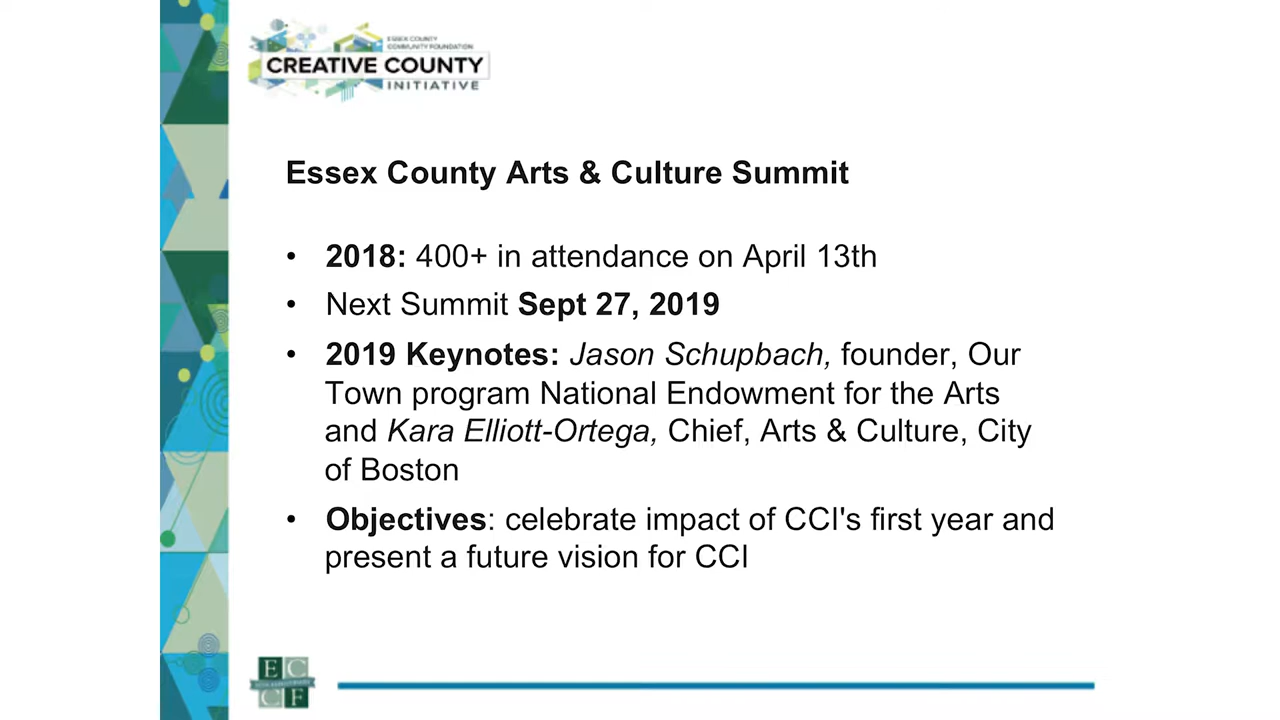 ESSEX COUNTY
COMMUNITY FOUNDATION
CREATIVE COUNTY
INITIATIVE
Essex County Arts & Culture Summit
• 2018: 400+ in attendance on April 13th
• Next Summit Sept 27, 2019
• 2019 Keynotes: Jason Schupbach, founder, Our
Town program National Endowment for the Arts
and Kara Elliott-Ortega, Chief, Arts & Culture, City
of Boston
• Objectives: celebrate impact of CCI's first year and
present a future vision for CCI
E C
C F